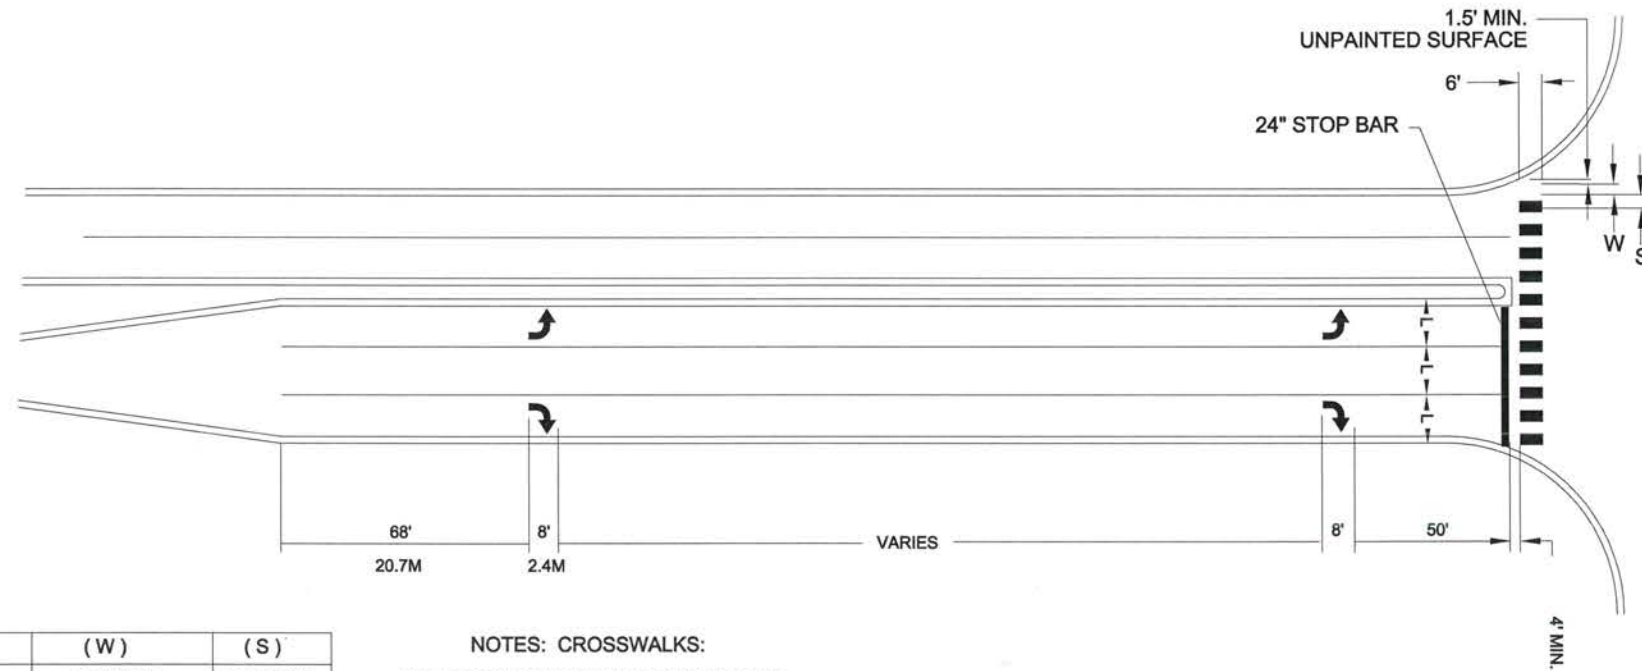 1.5' MIN.
UNPAINTED SURFACE
6'
24" STOP BAR
W
S
L
L
L
68'
8'
VARIES
8'
50'
20.7M
2.4M
4' MIN.
(W)
(S)
NOTES: CROSSWALKS: